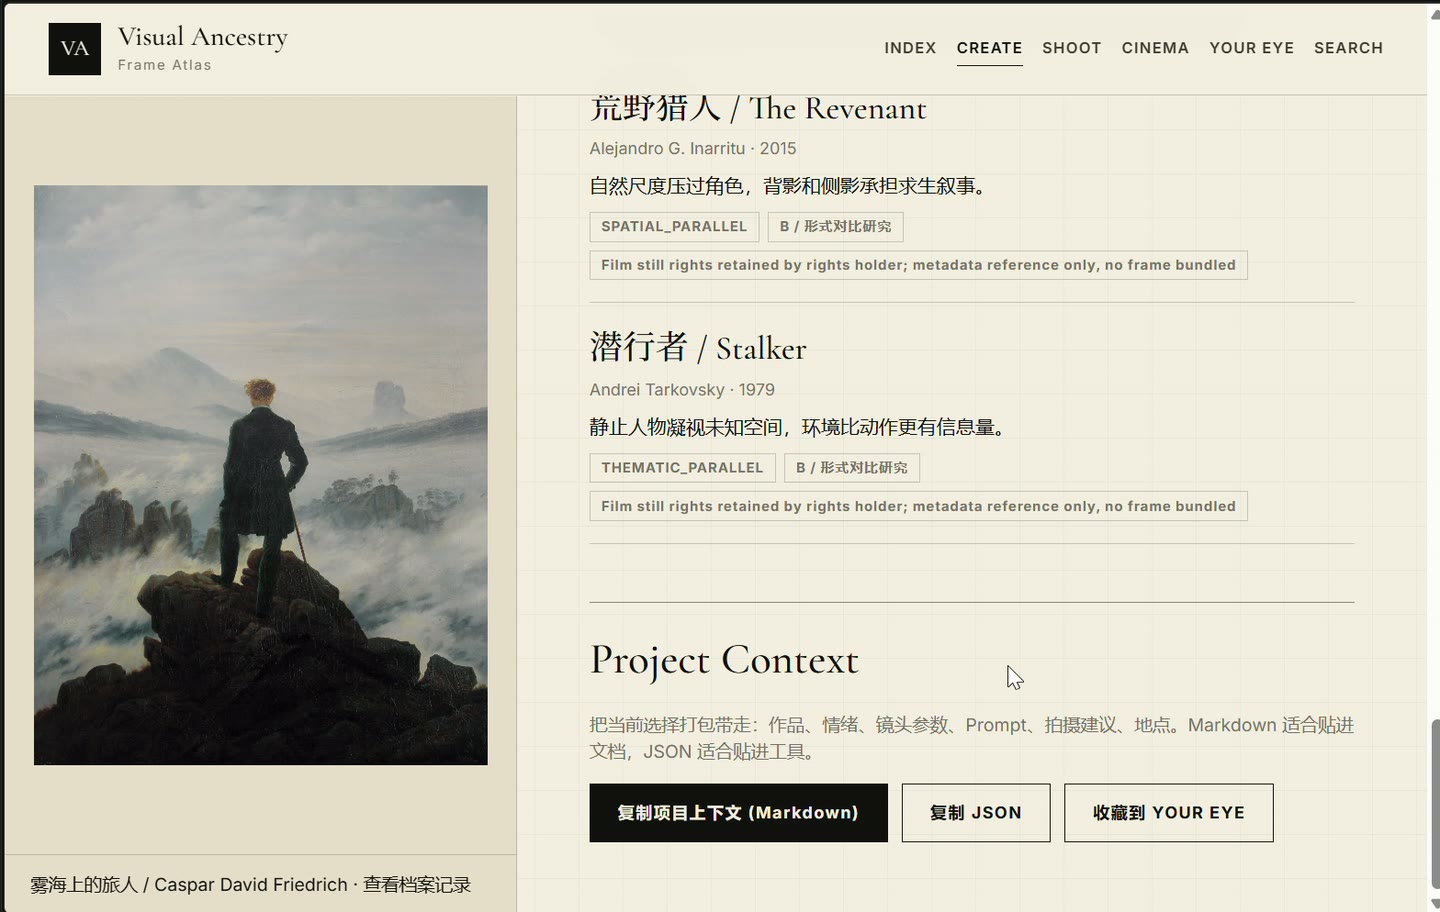 VA
Visual Ancestry
Frame Atlas
INDEX
CREATE
SHOOT
CINEMA
YOUR EYE
SEARCH
荒野猎人 / The Revenant
Alejandro G. Inarritu · 2015
自然尺度压过角色，背影和侧影承担求生叙事。
SPATIAL_PARALLEL
B / 形式对比研究
Film still rights retained by rights holder; metadata reference only, no frame bundled
潜行者 / Stalker
Andrei Tarkovsky · 1979
静止人物凝视未知空间，环境比动作更有信息量。
THEMATIC_PARALLEL
B / 形式对比研究
Film still rights retained by rights holder; metadata reference only, no frame bundled
Project Context
把当前选择打包带走：作品、情绪、镜头参数、Prompt、拍摄建议、地点。Markdown 适合贴进
文档，JSON 适合贴进工具。
复制项目上下文 (Markdown)
复制 JSON
收藏到 YOUR EYE
雾海上的旅人 / Caspar David Friedrich · 查看档案记录